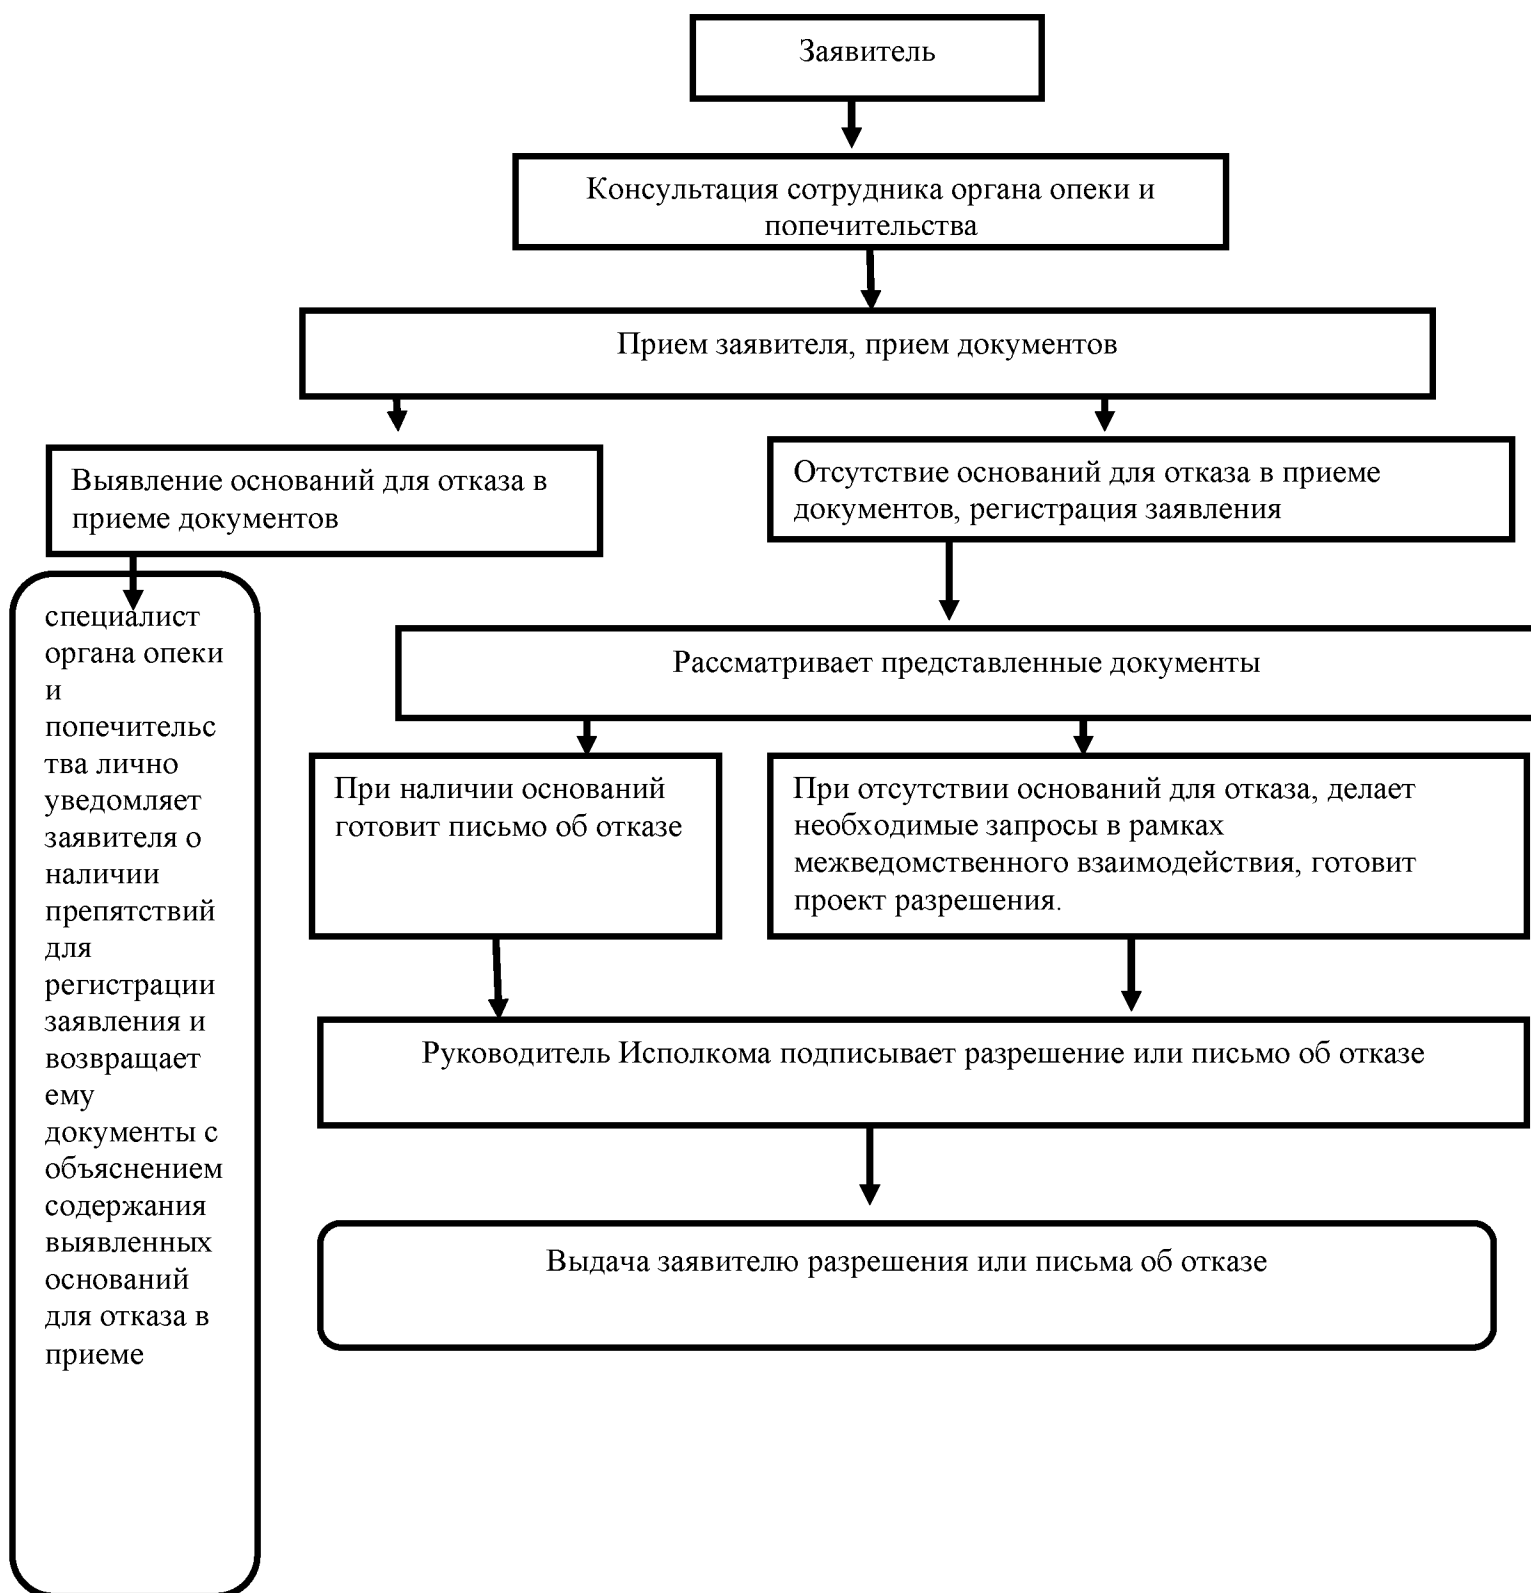 Заявитель
Консультация сотрудника органа опеки и
попечительства
Прием заявителя, прием документов
Выявление оснований для отказа в
приеме документов
Отсутствие оснований для отказа в приеме
документов, регистрация заявления
специалист
органа опеки
и
попечительс
тва лично
уведомляет
заявителя о
наличии
препятствий
для
регистрации
заявления и
возвращает
ему
документы с
объяснением
содержания
выявленных
оснований
для отказа в
приеме
Рассматривает представленные документы
При наличии оснований
готовит письмо об отказе
При отсутствии оснований для отказа, делает
необходимые запросы в рамках
межведомственного взаимодействия, готовит
проект разрешения.
Руководитель Исполкома подписывает разрешение или письмо об отказе
Выдача заявителю разрешения или письма об отказе